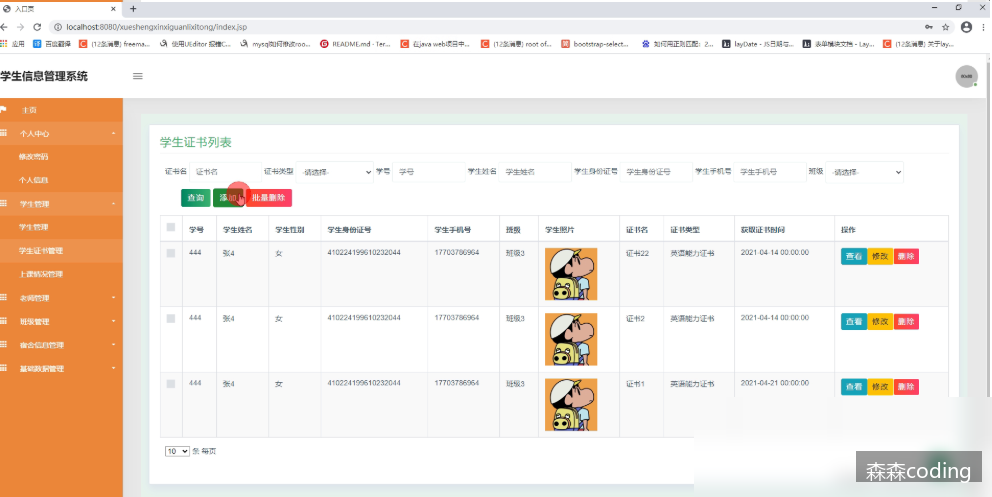 入口页
localhost:8080/xueshengxinxiguanlixitong/index.jsp
应用 百度翻译 (12条消息) freema... 使用UEditor 报错C... mysql如何修改roo... README.md · Ter... 在java web项目中... (12条消息) root of... bootstrap-select... 如何用正则匹配：2... layDate - JS日期与... 表单模块文档 - Lay... (12条消息) 关于lay...
学生信息管理系统
主页
个人中心
修改密码
个人信息
学生管理
学生管理
学生证书管理
上课情况管理
老师管理
班级管理
宿舍信息管理
基础数据管理
学生证书列表
证书名 证书名 证书类型 -请选择- 学号 学号 学生姓名 学生姓名 学生身份证号 学生身份证号 学生手机号 学生手机号 班级 -请选择-
查询 添加 批量删除
学号 学生姓名 学生性别 学生身份证号 学生手机号 班级 学生照片 证书名 证书类型 获取证书时间 操作
444 张4 女 410224199610232044 17703786964 班级3 证书22 英语能力证书 2021-04-14 00:00:00 查看 修改 删除
444 张4 女 410224199610232044 17703786964 班级3 证书2 英语能力证书 2021-04-14 00:00:00 查看 修改 删除
444 张4 女 410224199610232044 17703786964 班级3 证书1 英语能力证书 2021-04-21 00:00:00 查看 修改 删除
10 条 每页
森森coding